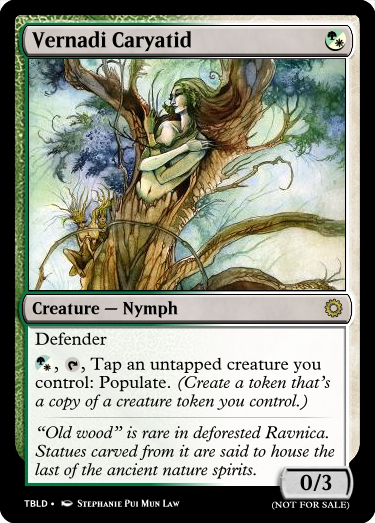 Vernadi Caryatid
Creature — Nymph
Defender
, , Tap an untapped creature you
control: Populate. (Create a token that's
a copy of a creature token you control.)
“Old wood” is rare in deforested Ravnica.
Statues carved from it are said to house the
last of the ancient nature spirits.
0/3
TBLD • Stephanie Pui Mun Law
(NOT FOR SALE)